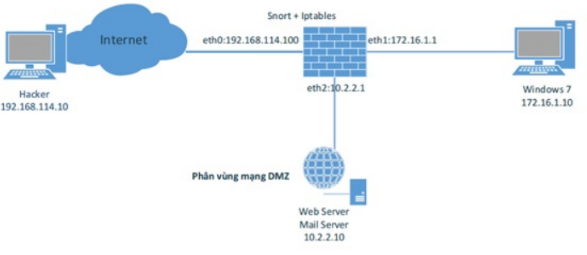 Snort + Iptables
Internet
eth0:192.168.114.100
eth1:172.16.1.1
Hacker
192.168.114.10
Windows 7
172.16.1.10
eth2:10.2.2.1
Phân vùng mạng DMZ
Web Server
Mail Server
10.2.2.10